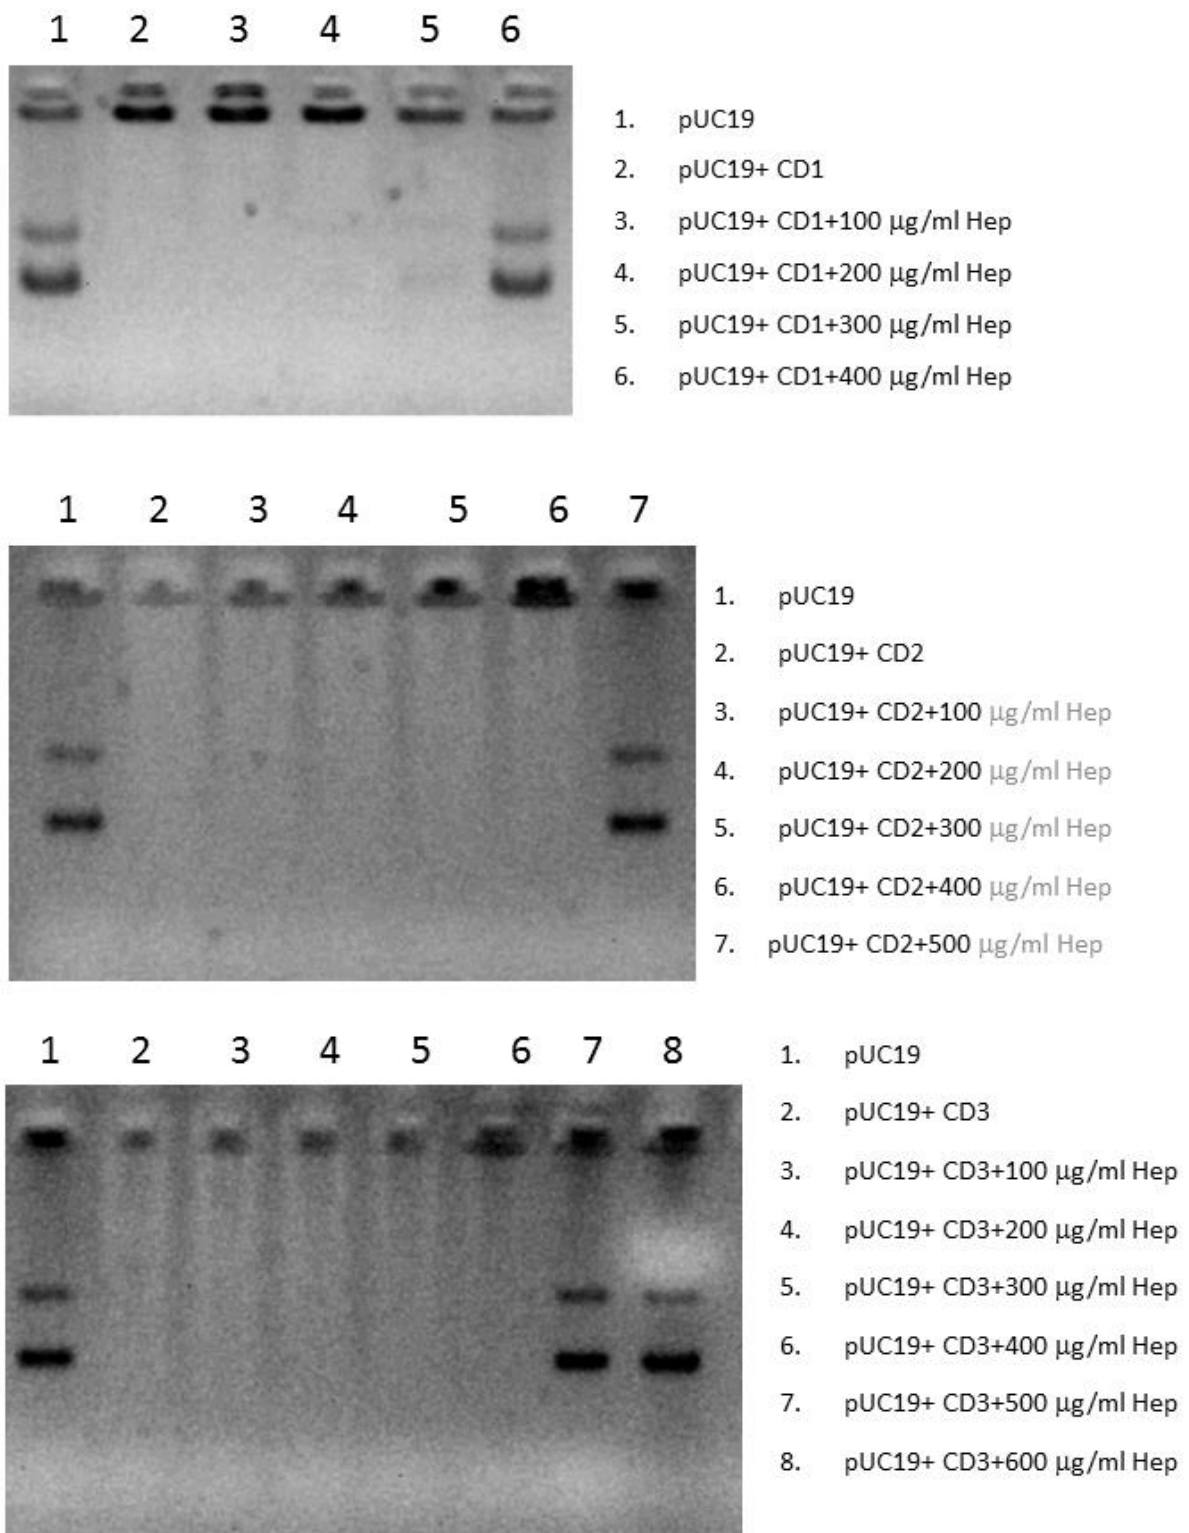 1 2 3 4 5 6
1. pUC19
2. pUC19+ CD1
3. pUC19+ CD1+100 µg/ml Hep
4. pUC19+ CD1+200 µg/ml Hep
5. pUC19+ CD1+300 µg/ml Hep
6. pUC19+ CD1+400 µg/ml Hep
1 2 3 4 5 6 7
1. pUC19
2. pUC19+ CD2
3. pUC19+ CD2+100 µg/ml Hep
4. pUC19+ CD2+200 µg/ml Hep
5. pUC19+ CD2+300 µg/ml Hep
6. pUC19+ CD2+400 µg/ml Hep
7. pUC19+ CD2+500 µg/ml Hep
1 2 3 4 5 6 7 8
1. pUC19
2. pUC19+ CD3
3. pUC19+ CD3+100 µg/ml Hep
4. pUC19+ CD3+200 µg/ml Hep
5. pUC19+ CD3+300 µg/ml Hep
6. pUC19+ CD3+400 µg/ml Hep
7. pUC19+ CD3+500 µg/ml Hep
8. pUC19+ CD3+600 µg/ml Hep